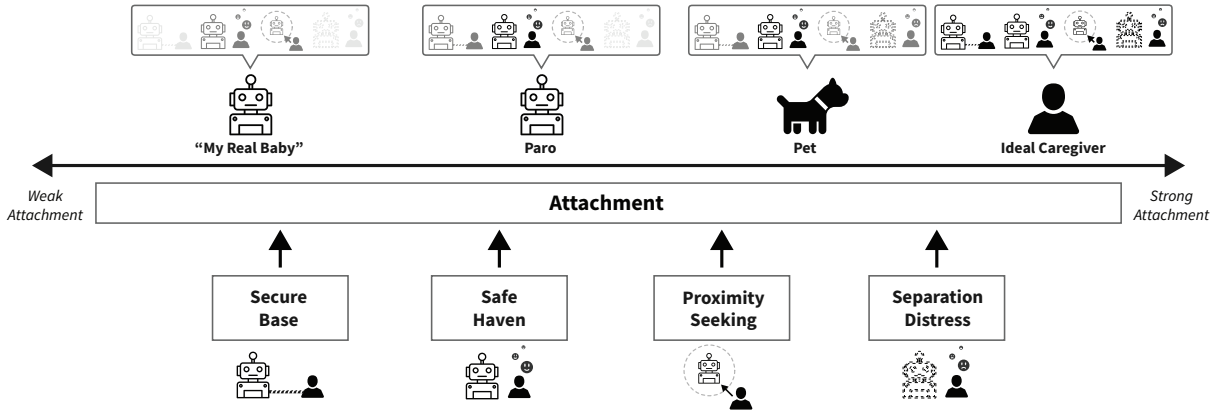 “My Real Baby”
Paro
Pet
Ideal Caregiver
Weak
Attachment
Attachment
Strong
Attachment
Secure
Base
Safe
Haven
Proximity
Seeking
Separation
Distress